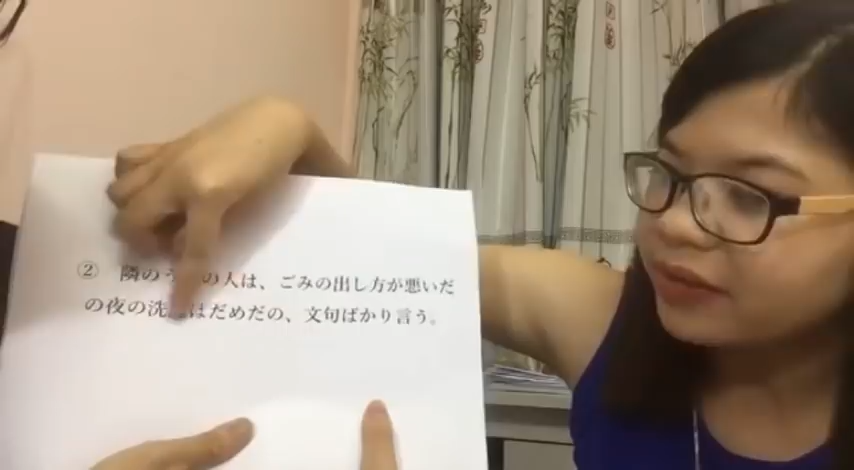 ② 隣のう の人は、ごみの出し方が悪いだ
の夜の洗 はだめだの、文句ばかり言う。